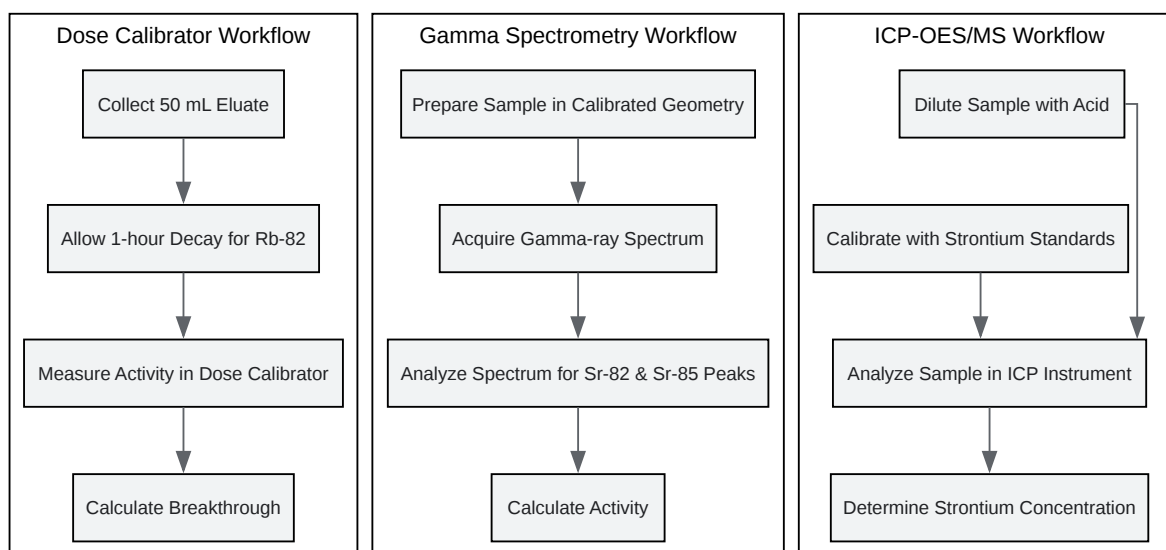 Dose Calibrator Workflow
Collect 50 mL Eluate
Allow 1-hour Decay for Rb-82
Measure Activity in Dose Calibrator
Calculate Breakthrough
Gamma Spectrometry Workflow
Prepare Sample in Calibrated Geometry
Acquire Gamma-ray Spectrum
Analyze Spectrum for Sr-82 & Sr-85 Peaks
Calculate Activity
ICP-OES/MS Workflow
Dilute Sample with Acid
Calibrate with Strontium Standards
Analyze Sample in ICP Instrument
Determine Strontium Concentration